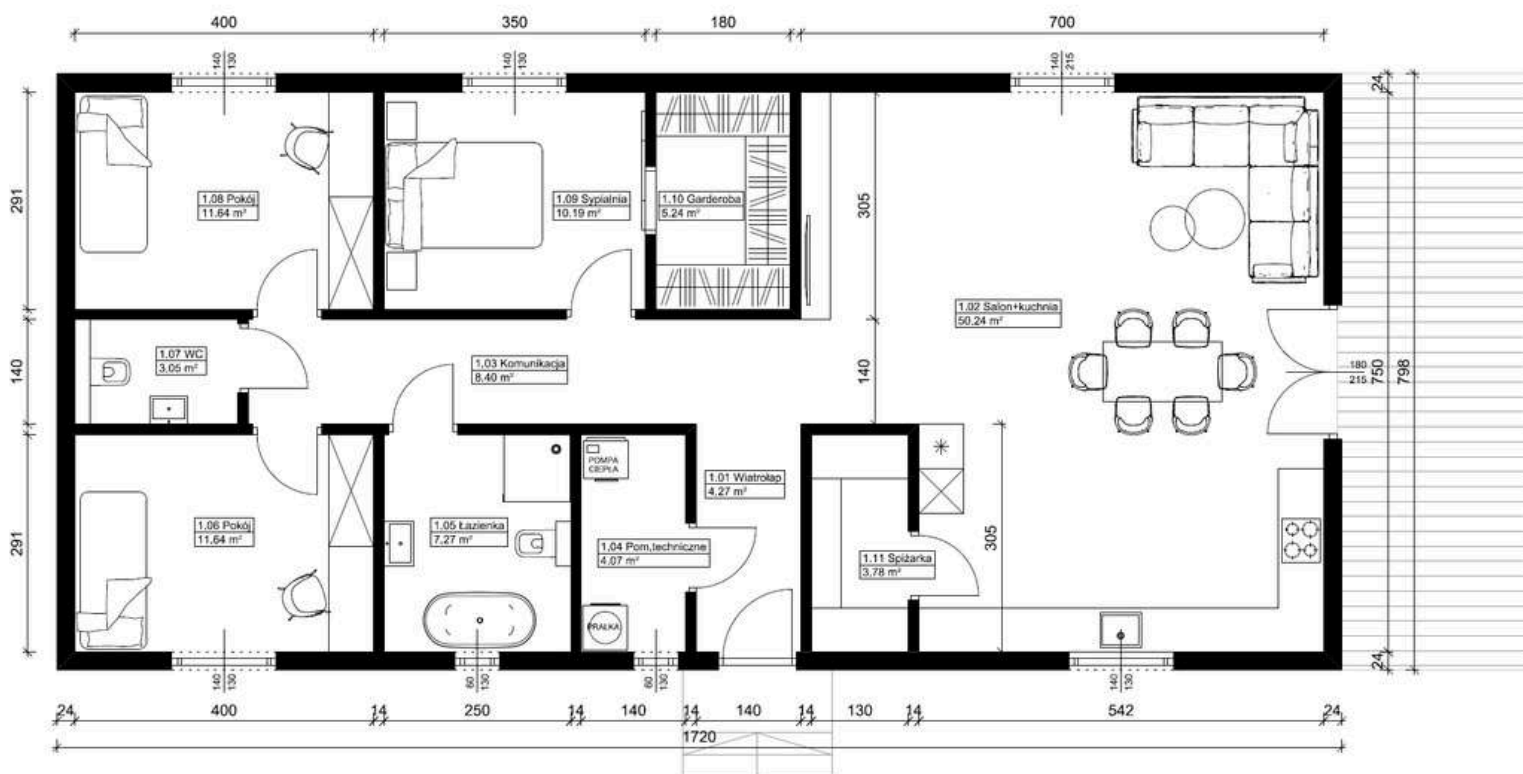 400
350
180
700
140
130
140
130
140
215
24
291
305
1.08 Pokój
11.64 m²
1.09 Sypialnia
10.19 m²
1.10 Garderoba
5.24 m²
1.02 Salon+kuchnia
50.24 m²
140
1.07 WC
3.05 m²
1.03 Komunikacja
8.40 m²
140
180
215
750
798
291
POMPA
CIEPŁA
1.01 Wiatrołap
4.27 m²
1.06 Pokój
11.64 m²
1.05 Łazienka
7.27 m²
1.04 Pom.techniczne
4.07 m²
1.11 Spiżarka
3.78 m²
305
PRALKA
24
140
130
60
130
60
130
140
130
24
400
14
250
14
140
14
140
14
130
14
542
24
1720